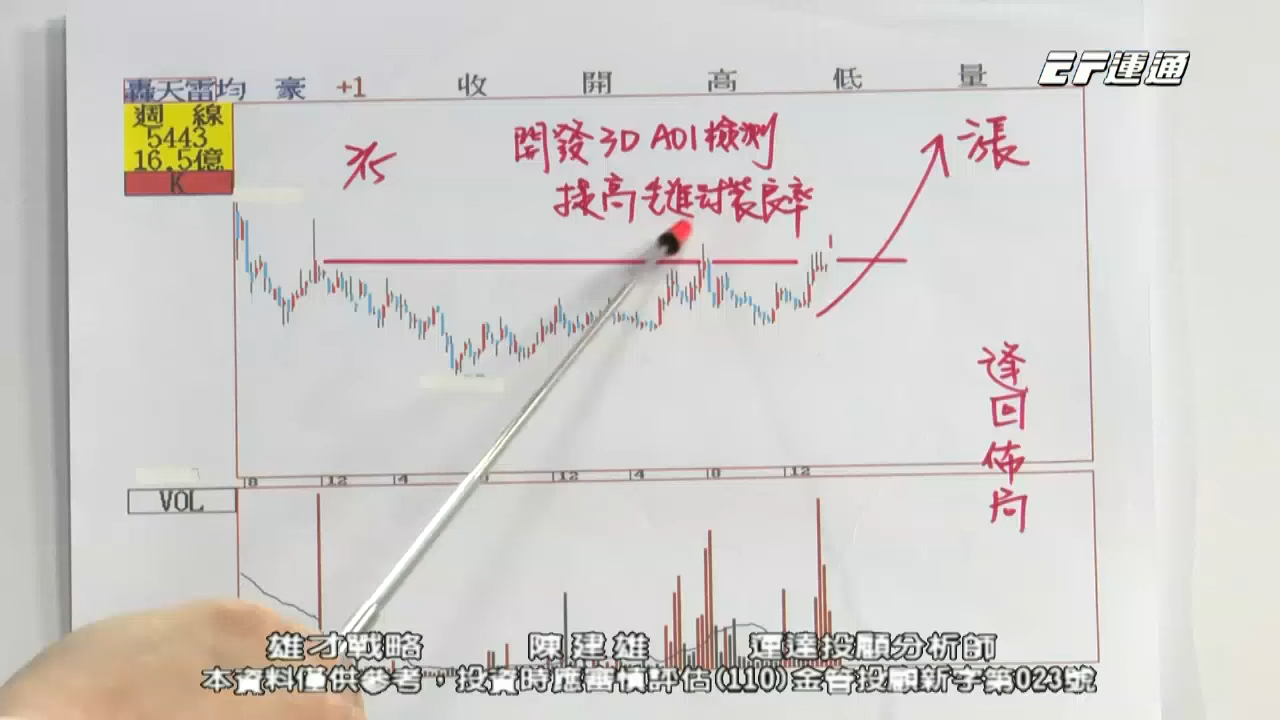 轟天雷均豪 +1 收 開 高 低 量
EF運通
週線
5443
16.5億
K
開發3D AOI檢測
提高先進封裝良率
漲
逢回佈局
8 12 4 12 4 8 12
VOL
雄才戰略 陳建雄 運達投顧分析師
本資料僅供參考，投資時應審慎評估(110)金管投顧新字第023號